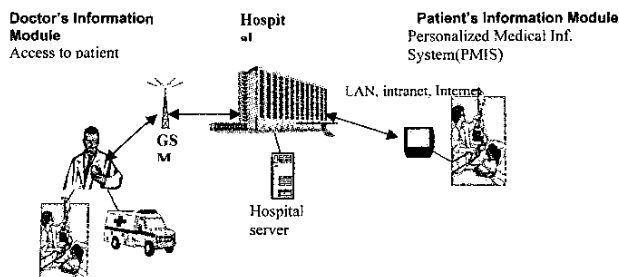 Doctor's Information
Module
Access to patient
Hospit
al
Patient's Information Module
Personalized Medical Inf.
System(PMIS)
LAN, intranet, Internet
GS
M
Hospital
server